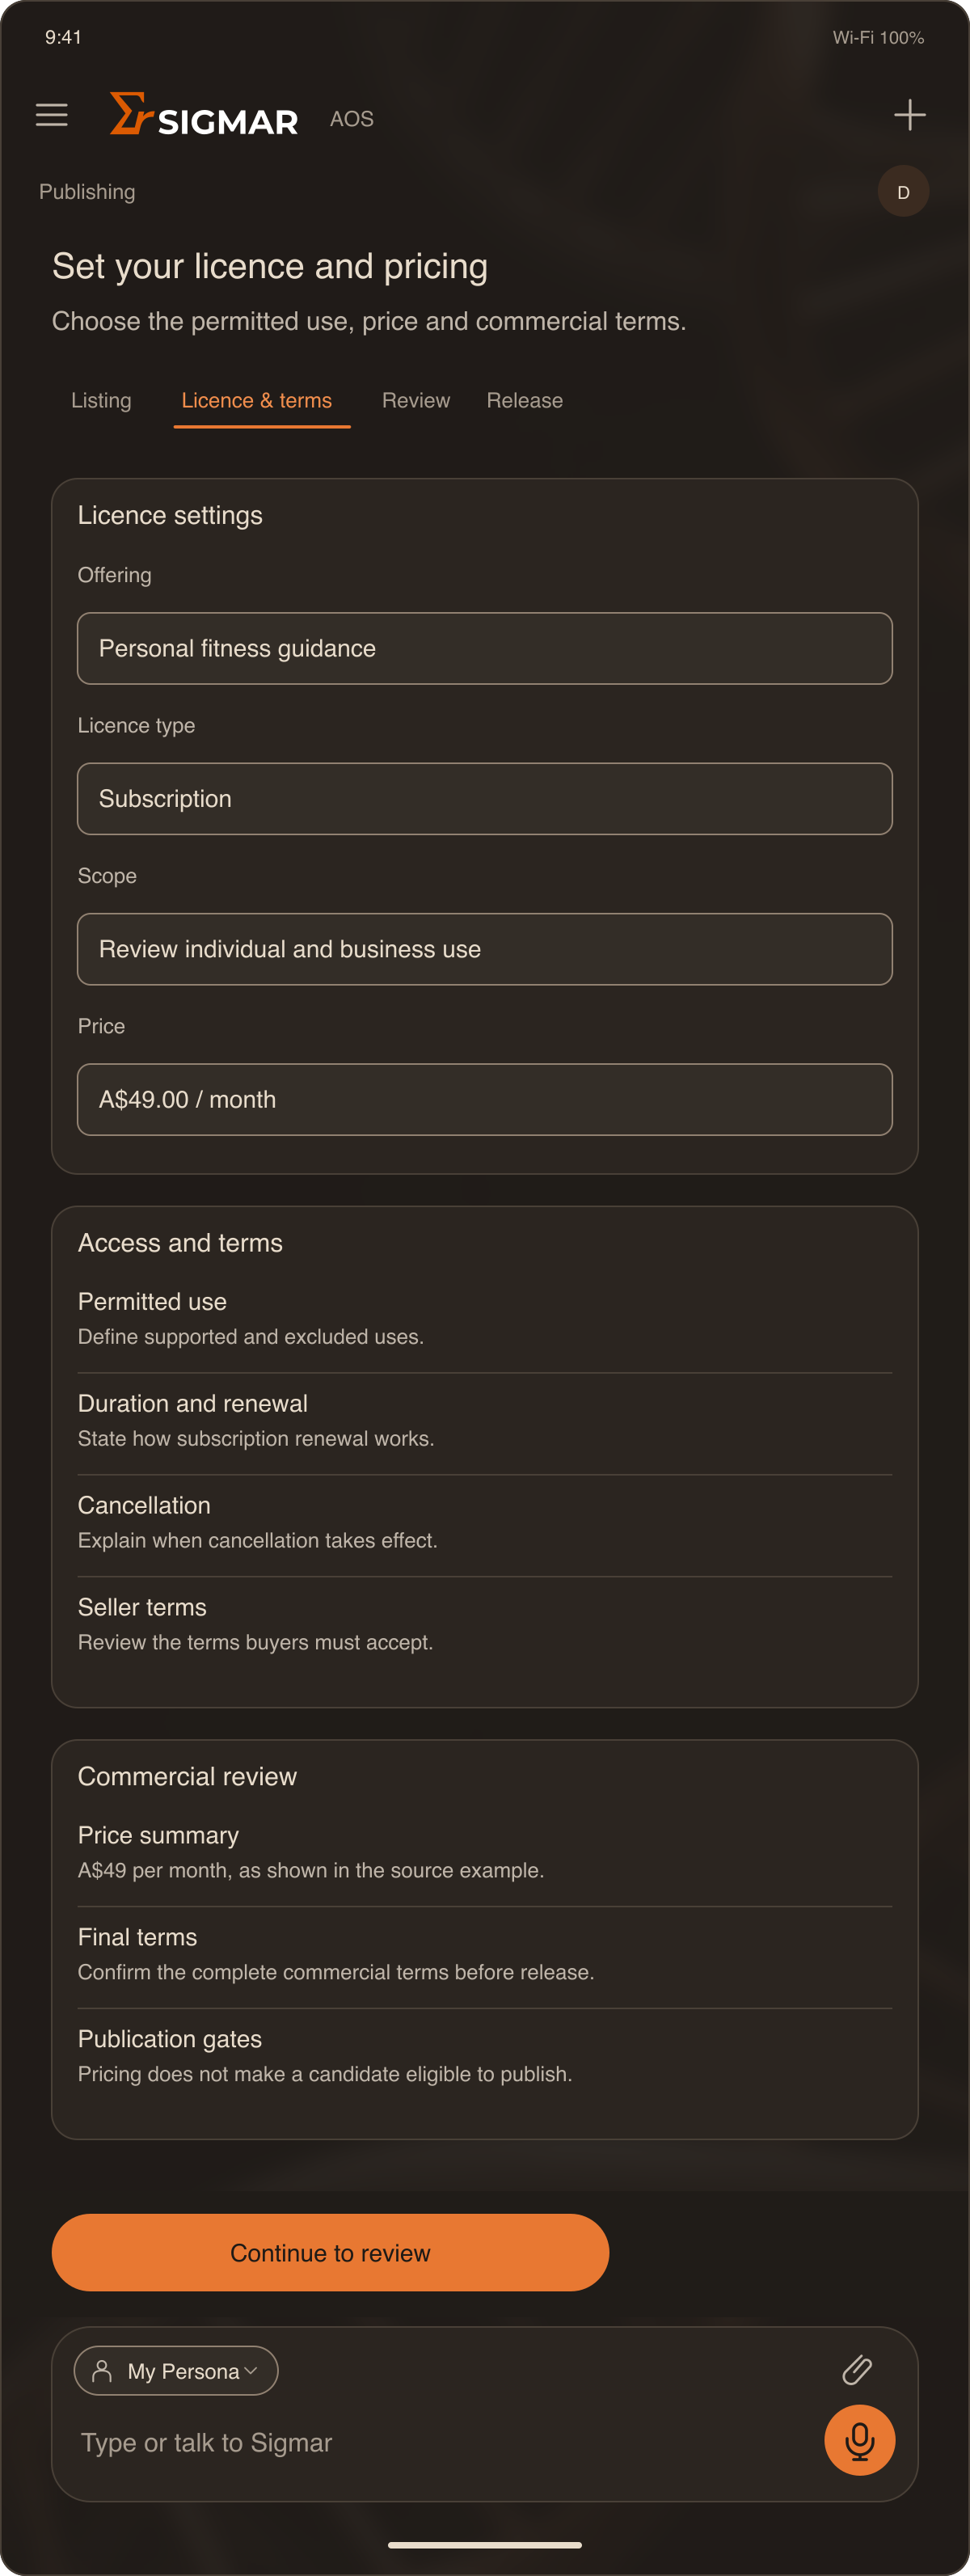 9:41
Wi-Fi 100%
Σr SIGMAR AOS
Publishing
D
Set your licence and pricing
Choose the permitted use, price and commercial terms.
Listing Licence & terms Review Release
Licence settings
Offering
Personal fitness guidance
Licence type
Subscription
Scope
Review individual and business use
Price
A$49.00 / month
Access and terms
Permitted use
Define supported and excluded uses.
Duration and renewal
State how subscription renewal works.
Cancellation
Explain when cancellation takes effect.
Seller terms
Review the terms buyers must accept.
Commercial review
Price summary
A$49 per month, as shown in the source example.
Final terms
Confirm the complete commercial terms before release.
Publication gates
Pricing does not make a candidate eligible to publish.
Continue to review
My Persona
Type or talk to Sigmar